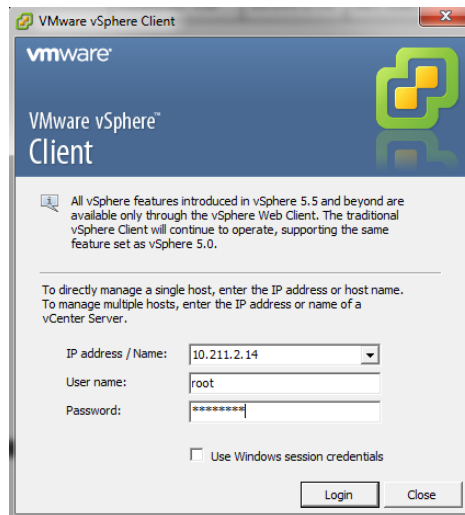 VMware vSphere Client
vmware®
VMware vSphere™
Client
All vSphere features introduced in vSphere 5.5 and beyond are
available only through the vSphere Web Client. The traditional
vSphere Client will continue to operate, supporting the same
feature set as vSphere 5.0.
To directly manage a single host, enter the IP address or host name.
To manage multiple hosts, enter the IP address or name of a
vCenter Server.
IP address / Name: 10.211.2.14
User name: root
Password: ********
Use Windows session credentials
Login Close